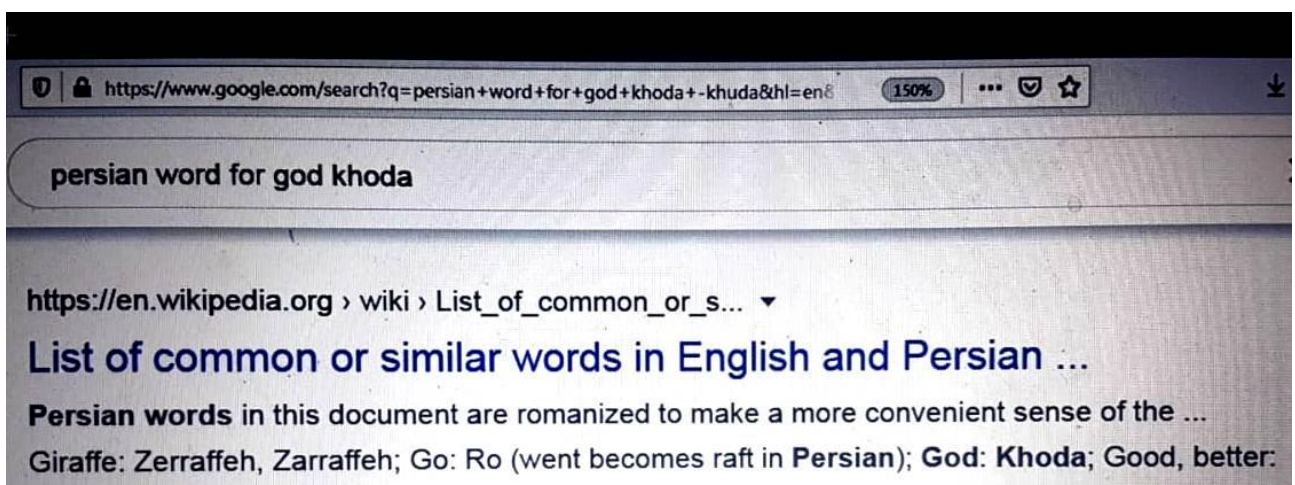 https://www.google.com/search?q=persian+word+for+god+khoda+-khuda&hl=en& 150% ...
persian word for god khoda
https://en.wikipedia.org › wiki › List_of_common_or_s... ▼
List of common or similar words in English and Persian ...
Persian words in this document are romanized to make a more convenient sense of the ...
Giraffe: Zerraffeh, Zarraffeh; Go: Ro (went becomes raft in Persian); God: Khoda; Good, better: